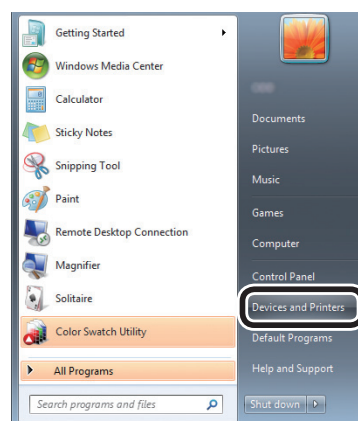 Getting Started
Windows Media Center
Calculator
Sticky Notes
Snipping Tool
Paint
Remote Desktop Connection
Magnifier
Solitaire
Color Swatch Utility
All Programs
Search programs and files
Documents
Pictures
Music
Games
Computer
Control Panel
Devices and Printers
Default Programs
Help and Support
Shut down